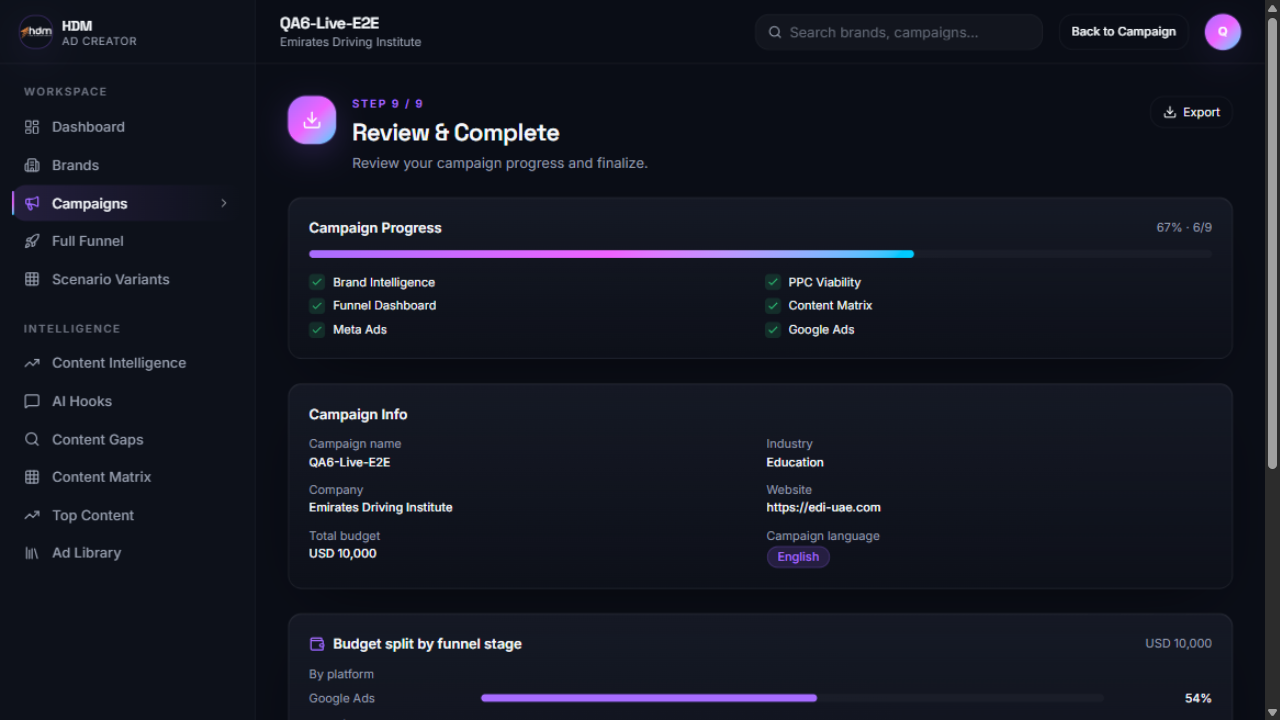 hdm
HDM
AD CREATOR
WORKSPACE
Dashboard
Brands
Campaigns
Full Funnel
Scenario Variants
INTELLIGENCE
Content Intelligence
AI Hooks
Content Gaps
Content Matrix
Top Content
Ad Library
QA6-Live-E2E
Emirates Driving Institute
Search brands, campaigns...
Back to Campaign
Q
STEP 9 / 9
Review & Complete
Review your campaign progress and finalize.
Export
Campaign Progress
67% · 6/9
Brand Intelligence
PPC Viability
Funnel Dashboard
Content Matrix
Meta Ads
Google Ads
Campaign Info
Campaign name
QA6-Live-E2E
Industry
Education
Company
Emirates Driving Institute
Website
https://edi-uae.com
Total budget
USD 10,000
Campaign language
English
Budget split by funnel stage
USD 10,000
By platform
Google Ads
54%